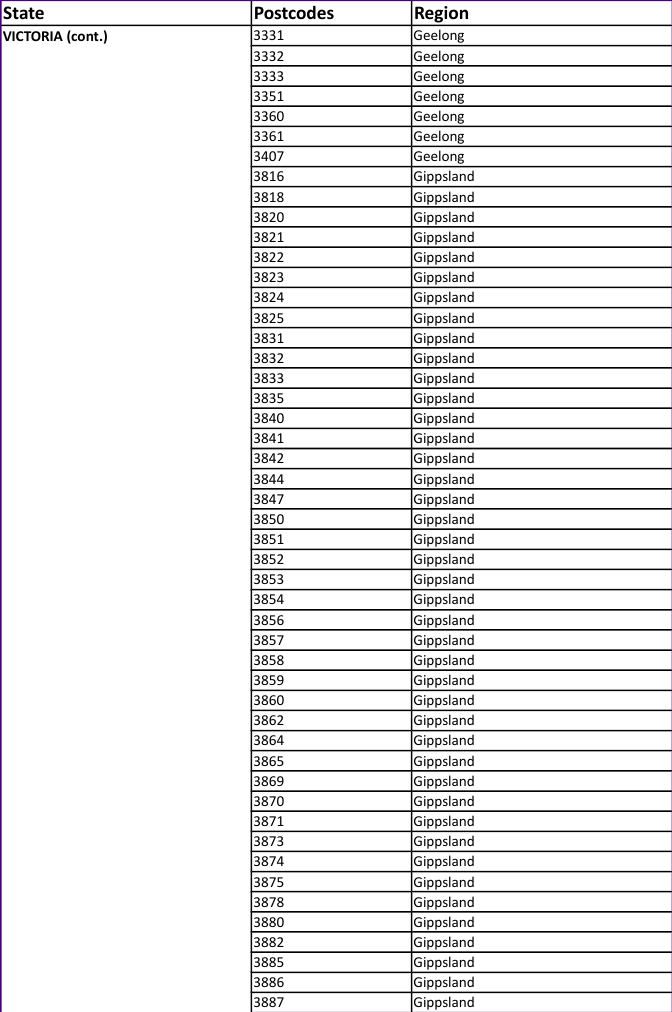 State Postcodes Region
VICTORIA (cont.) 3331 Geelong
3332 Geelong
3333 Geelong
3351 Geelong
3360 Geelong
3361 Geelong
3407 Geelong
3816 Gippsland
3818 Gippsland
3820 Gippsland
3821 Gippsland
3822 Gippsland
3823 Gippsland
3824 Gippsland
3825 Gippsland
3831 Gippsland
3832 Gippsland
3833 Gippsland
3835 Gippsland
3840 Gippsland
3841 Gippsland
3842 Gippsland
3844 Gippsland
3847 Gippsland
3850 Gippsland
3851 Gippsland
3852 Gippsland
3853 Gippsland
3854 Gippsland
3856 Gippsland
3857 Gippsland
3858 Gippsland
3859 Gippsland
3860 Gippsland
3862 Gippsland
3864 Gippsland
3865 Gippsland
3869 Gippsland
3870 Gippsland
3871 Gippsland
3873 Gippsland
3874 Gippsland
3875 Gippsland
3878 Gippsland
3880 Gippsland
3882 Gippsland
3885 Gippsland
3886 Gippsland
3887 Gippsland